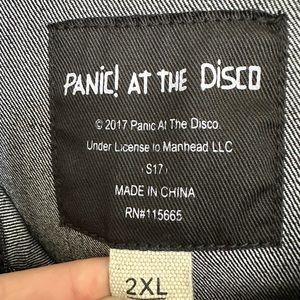 PANiC! AT THE DiSCO
© 2017 Panic At The Disco
Under License to Manhead LLC
(S17)
MADE IN CHINA
RN#115665
2XL